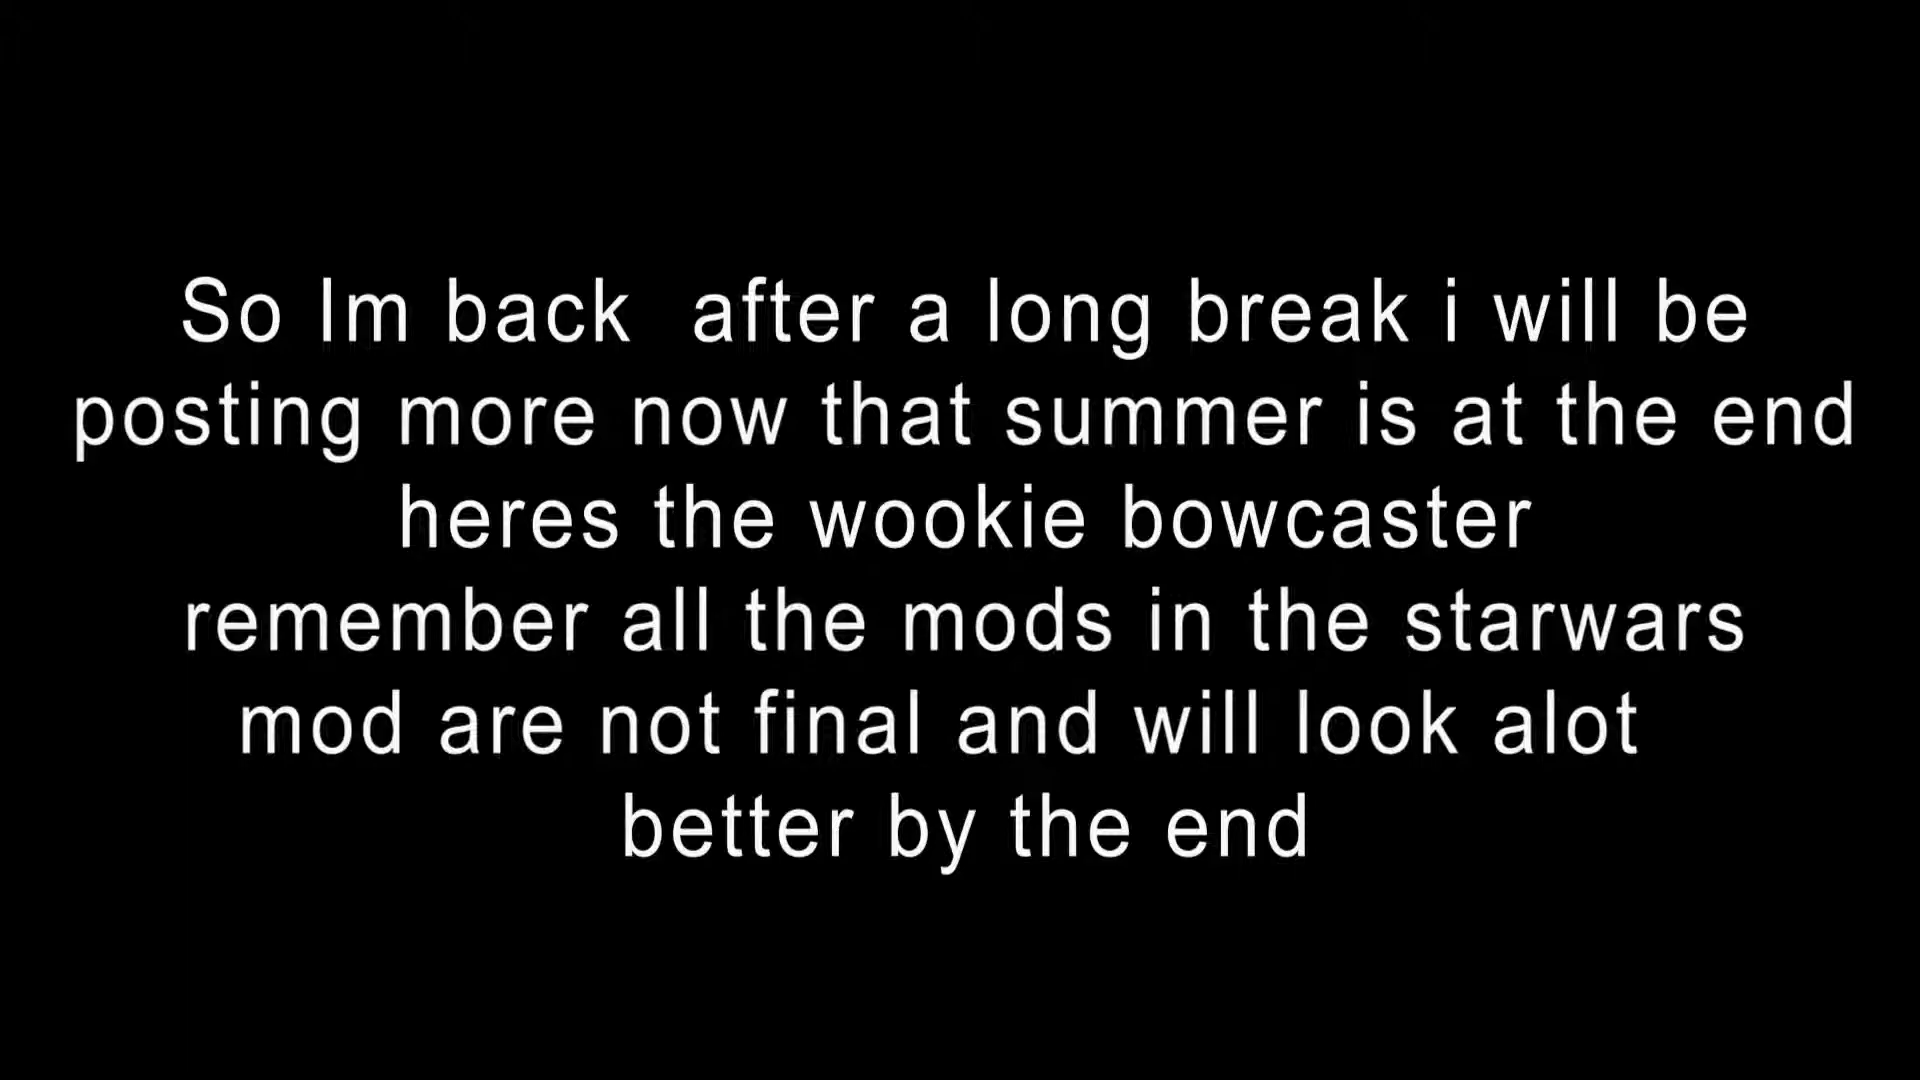 So Im back  after a long break i will be
posting more now that summer is at the end
heres the wookie bowcaster
remember all the mods in the starwars
mod are not final and will look alot
better by the end